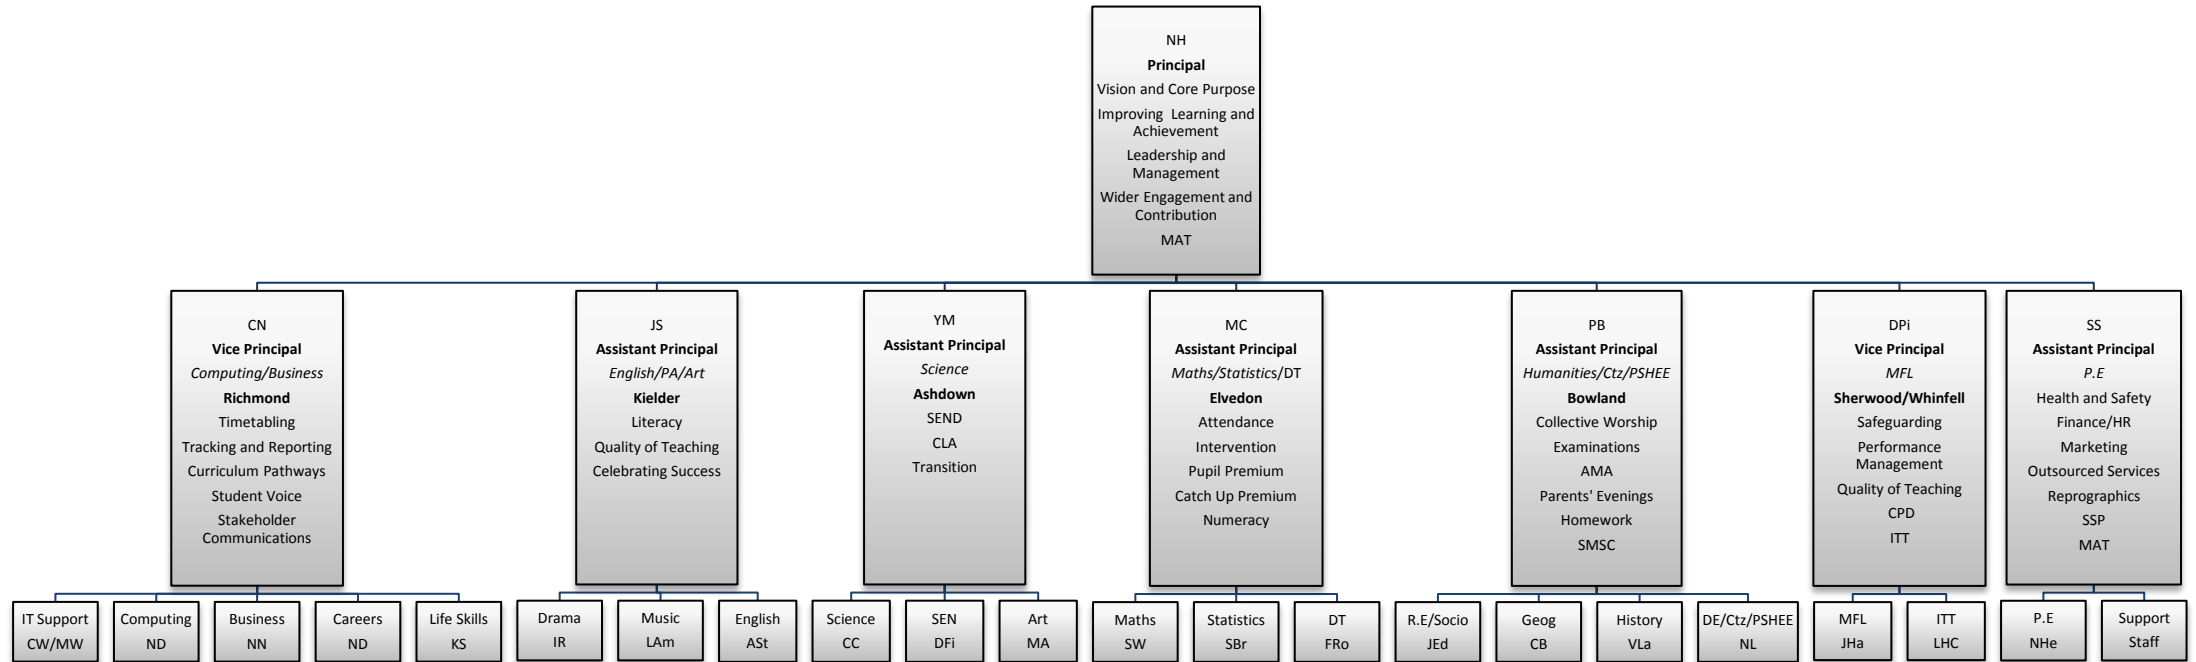 NH
Principal
Vision and Core Purpose
Improving Learning and
Achievement
Leadership and
Management
Wider Engagement and
Contribution
MAT
CN
Vice Principal
Computing/Business
Richmond
Timetabling
Tracking and Reporting
Curriculum Pathways
Student Voice
Stakeholder
Communications
JS
Assistant Principal
English/PA/Art
Kielder
Literacy
Quality of Teaching
Celebrating Success
YM
Assistant Principal
Science
Ashdown
SEND
CLA
Transition
MC
Assistant Principal
Maths/Statistics/DT
Elvedon
Attendance
Intervention
Pupil Premium
Catch Up Premium
Numeracy
PB
Assistant Principal
Humanities/Ctz/PSHEE
Bowland
Collective Worship
Examinations
AMA
Parents' Evenings
Homework
SMSC
DPi
Vice Principal
MFL
Sherwood/Whinfell
Safeguarding
Performance
Management
Quality of Teaching
CPD
ITT
SS
Assistant Principal
P.E
Health and Safety
Finance/HR
Marketing
Outsourced Services
Reprographics
SSP
MAT
IT Support
CW/MW
Computing
ND
Business
NN
Careers
ND
Life Skills
KS
Drama
IR
Music
LAm
English
ASt
Science
CC
SEN
DFi
Art
MA
Maths
SW
Statistics
SBr
DT
FRo
R.E/Socio
JEd
Geog
CB
History
VLa
DE/Ctz/PSHEE
NL
MFL
JHa
ITT
LHC
P.E
NHe
Support
Staff